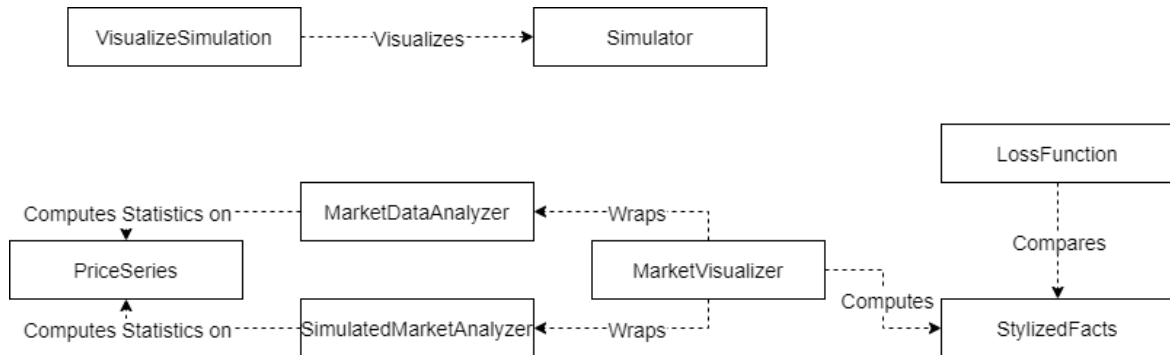 VisualizeSimulation
Visualizes
Simulator
LossFunction
MarketDataAnalyzer
Computes Statistics on
Wraps
Compares
PriceSeries
MarketVisualizer
Computes
Computes Statistics on
SimulatedMarketAnalyzer
Wraps
StylizedFacts